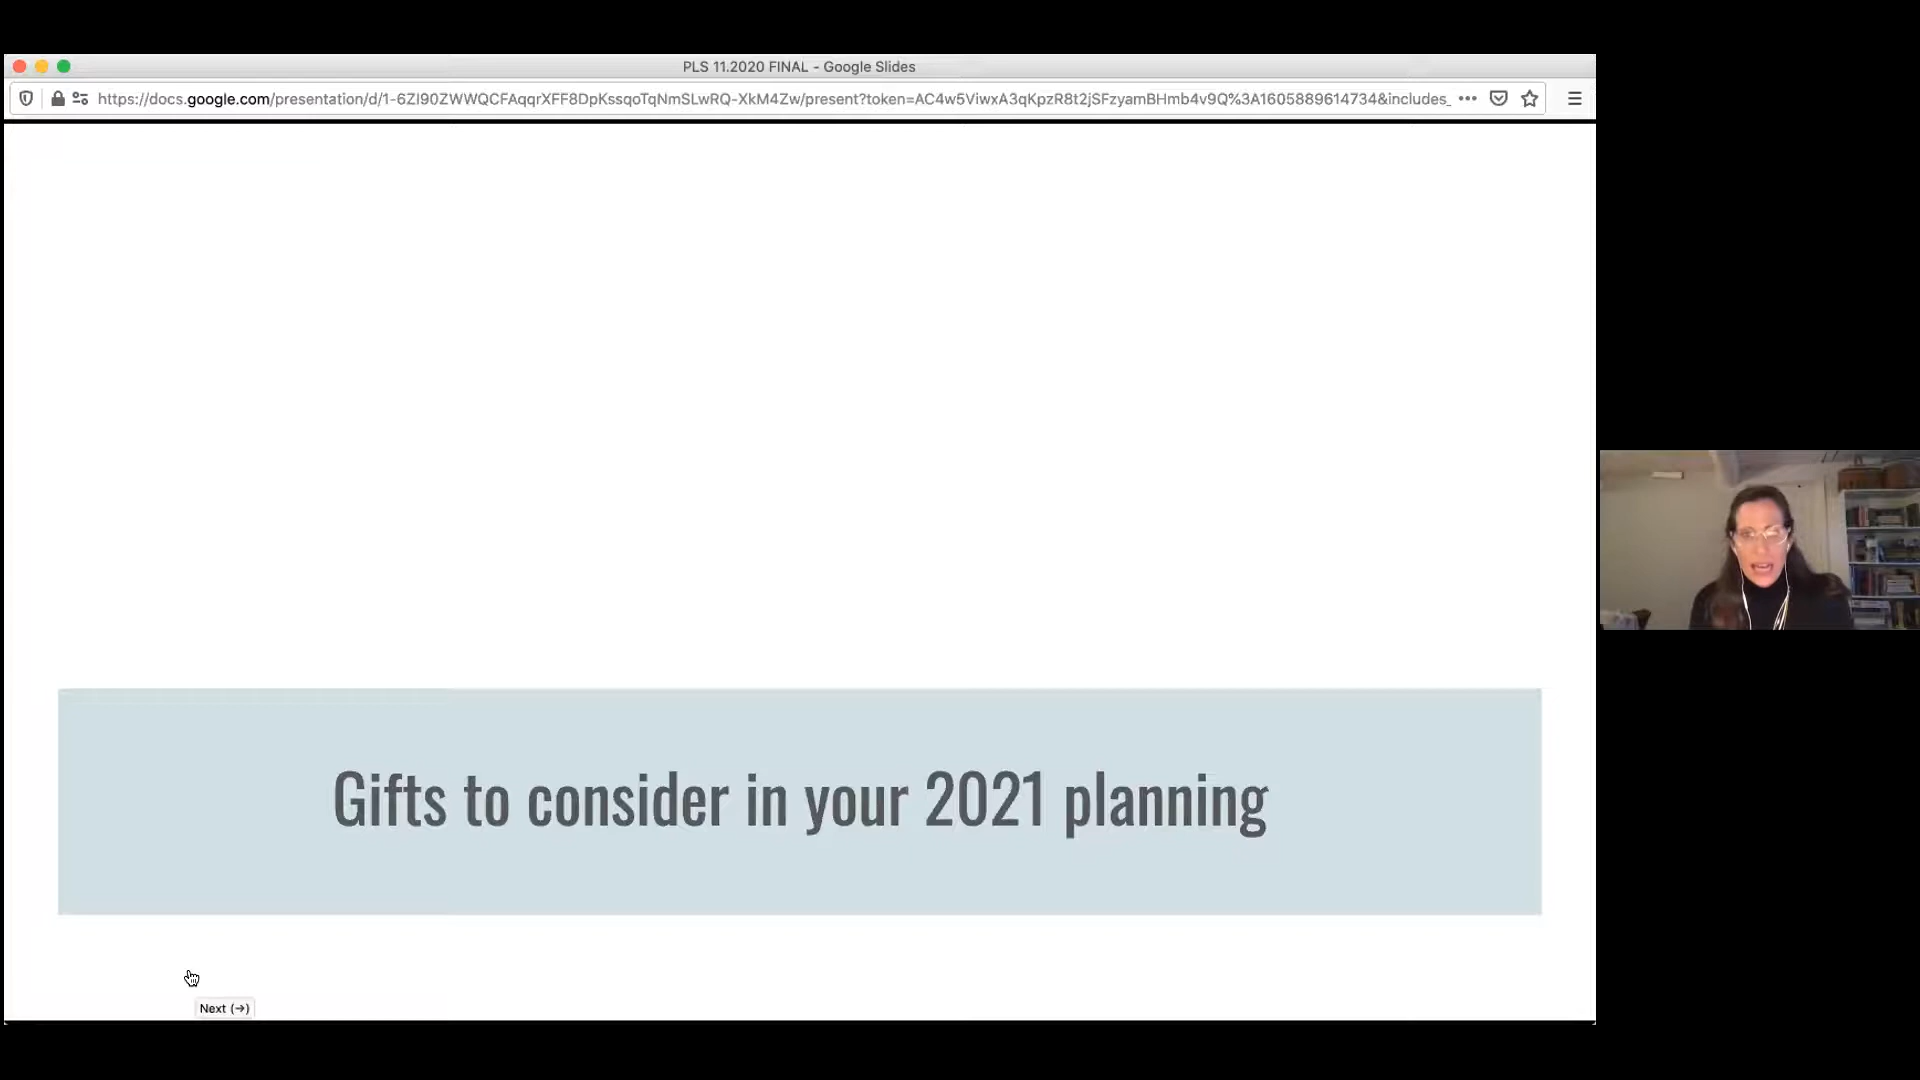 PLS 11.2020 FINAL - Google Slides
https://docs.google.com/presentation/d/1-6ZI90ZWWQCFAqqrXFF8DpKssqoTqNmSLwRQ-XkM4Zw/present?token=AC4w5ViwxA3qKpzR8t2jSFzyamBHmb4v9Q%3A1605889614734&includes_
Gifts to consider in your 2021 planning
Next (→)